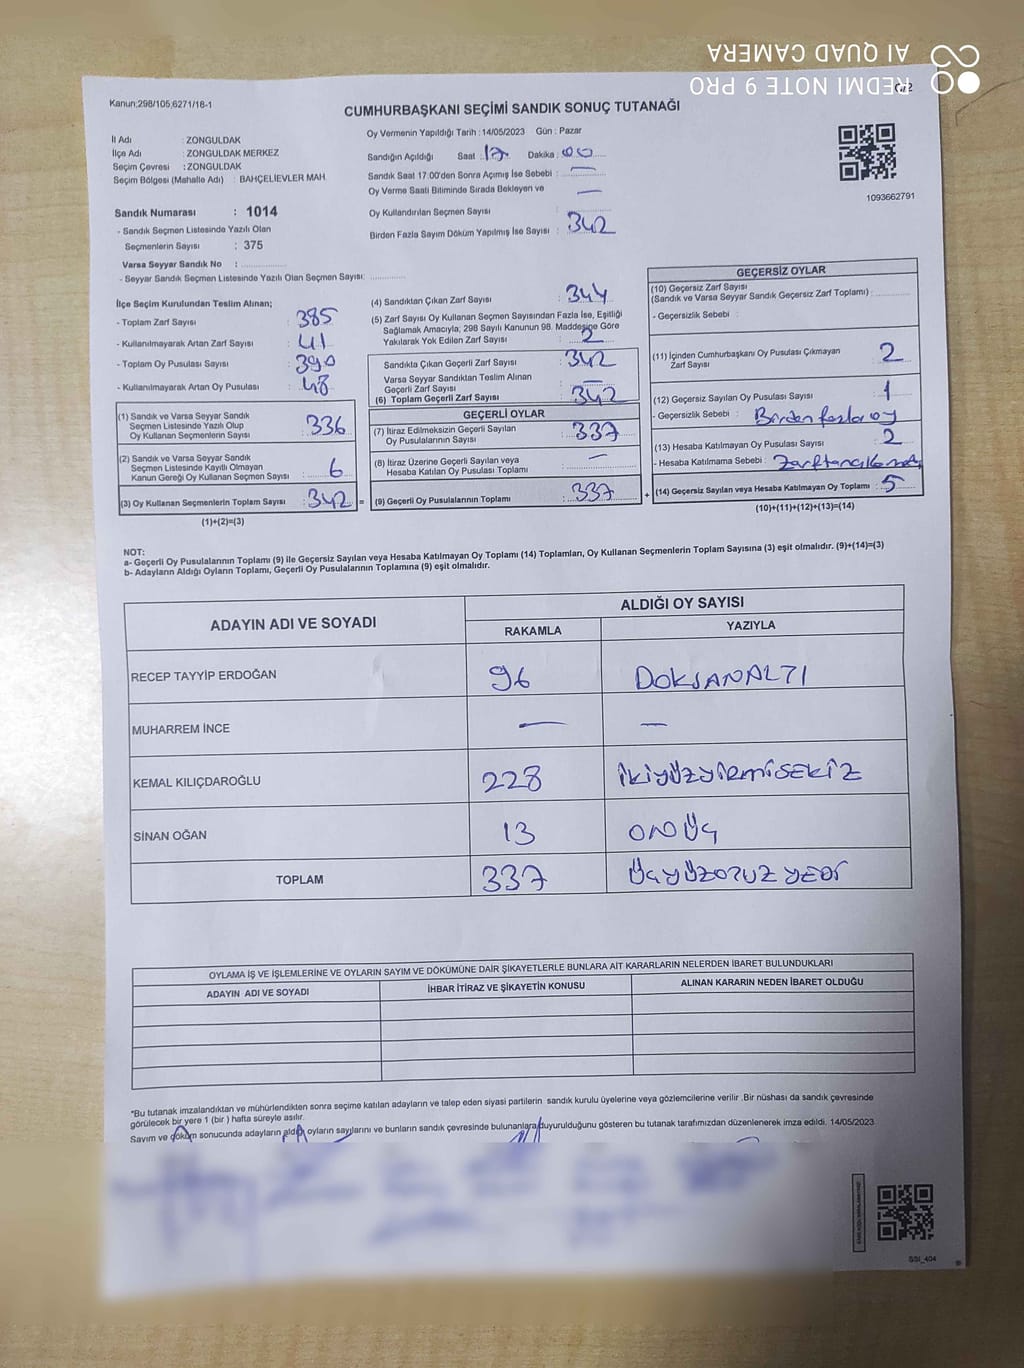 REDMI NOTE 9 PRO
AI QUAD CAMERA
Kanun;298/105,6271/18-1
CUMHURBAŞKANI SEÇİMİ SANDIK SONUÇ TUTANAĞI
İl Adı : ZONGULDAK
İlçe Adı : ZONGULDAK MERKEZ
Seçim Çevresi : ZONGULDAK
Seçim Bölgesi (Mahalle Adı) : BAHÇELİEVLER MAH.
Oy Vermenin Yapıldığı Tarih : 14/05/2023 Gün : Pazar
Sandığın Açıldığı Saat : 17 Dakika : 00
Sandık Saat 17:00'den Sonra Açımış İse Sebebi : —
Oy Verme Saati Bitiminde Sırada Bekleyen ve —
Oy Kullandırılan Seçmen Sayısı :
Birden Fazla Sayım Döküm Yapılmış İse Sayısı : 342
1093662791
Sandık Numarası : 1014
- Sandık Seçmen Listesinde Yazılı Olan
Seçmenlerin Sayısı : 375
Varsa Seyyar Sandık No :
- Seyyar Sandık Seçmen Listesinde Yazılı Olan Seçmen Sayısı:
İlçe Seçim Kurulundan Teslim Alınan;
- Toplam Zarf Sayısı : 385
- Kullanılmayarak Artan Zarf Sayısı : 41
- Toplam Oy Pusulası Sayısı : 390
- Kullanılmayarak Artan Oy Pusulası : 48
(1) Sandık ve Varsa Seyyar Sandık
Seçmen Listesinde Yazılı Olup
Oy Kullanan Seçmenlerin Sayısı : 336
(2) Sandık ve Varsa Seyyar Sandık
Seçmen Listesinde Kayıtlı Olmayan
Kanun Gereği Oy Kullanan Seçmen Sayısı : 6
(3) Oy Kullanan Seçmenlerin Toplam Sayısı : 342 =
(1)+(2)=(3)
(4) Sandıktan Çıkan Zarf Sayısı : 344
(5) Zarf Sayısı Oy Kullanan Seçmen Sayısından Fazla İse, Eşitliği
Sağlamak Amacıyla; 298 Sayılı Kanunun 98. Maddesine Göre
Yakılarak Yok Edilen Zarf Sayısı : 2
Sandıkta Çıkan Geçerli Zarf Sayısı : 342
Varsa Seyyar Sandıktan Teslim Alınan
Geçerli Zarf Sayısı : —
(6) Toplam Geçerli Zarf Sayısı : 342
GEÇERLİ OYLAR
(7) İtiraz Edilmeksizin Geçerli Sayılan
Oy Pusulalarının Sayısı : 337
(8) İtiraz Üzerine Geçerli Sayılan veya
Hesaba Katılan Oy Pusulası Toplamı : —
(9) Geçerli Oy Pusulalarının Toplamı : 337 +
GEÇERSİZ OYLAR
(10) Geçersiz Zarf Sayısı
(Sandık ve Varsa Seyyar Sandık Geçersiz Zarf Toplamı) :
- Geçersizlik Sebebi :
(11) İçinden Cumhurbaşkanı Oy Pusulası Çıkmayan
Zarf Sayısı : 2
(12) Geçersiz Sayılan Oy Pusulası Sayısı : 1
- Geçersizlik Sebebi : Birden fazla oy
(13) Hesaba Katılmayan Oy Pusulası Sayısı : 2
- Hesaba Katılmama Sebebi :
(14) Geçersiz Sayılan veya Hesaba Katılmayan Oy Toplamı : 5
(10)+(11)+(12)+(13)=(14)
NOT:
a- Geçerli Oy Pusulalarının Toplamı (9) ile Geçersiz Sayılan veya Hesaba Katılmayan Oy Toplamı (14) Toplamları, Oy Kullanan Seçmenlerin Toplam Sayısına (3) eşit olmalıdır. (9)+(14)=(3)
b- Adayların Aldığı Oyların Toplamı, Geçerli Oy Pusulalarının Toplamına (9) eşit olmalıdır.
ADAYIN ADI VE SOYADI ALDIĞI OY SAYISI
RAKAMLA YAZIYLA
RECEP TAYYİP ERDOĞAN 96 DOKSANALTI
MUHARREM İNCE — —
KEMAL KILIÇDAROĞLU 228 İKİYÜZYİRMİSEKİZ
SİNAN OĞAN 13 ONÜÇ
TOPLAM 337 ÜÇYÜZOTUZ YEDİ
OYLAMA İŞ VE İŞLEMLERİNE VE OYLARIN SAYIM VE DÖKÜMÜNE DAİR ŞİKAYETLERLE BUNLARA AİT KARARLARIN NELERDEN İBARET BULUNDUKLARI
ADAYIN ADI VE SOYADI İHBAR İTİRAZ VE ŞİKAYETİN KONUSU ALINAN KARARIN NEDEN İBARET OLDUĞU
*Bu tutanak imzalandıktan ve mühürlendikten sonra seçime katılan adayların ve talep eden siyasi partilerin sandık kurulu üyelerine veya gözlemcilerine verilir .Bir nüshası da sandık çevresinde
görülecek bir yere 1 (bir ) hafta süreyle asılır.
Sayım ve döküm sonucunda adayların aldığı oyların sayılarını ve bunların sandık çevresinde bulunanlara duyurulduğunu gösteren bu tutanak tarafımızdan düzenlenerek imza edildi. 14/05/2023
SSI_404